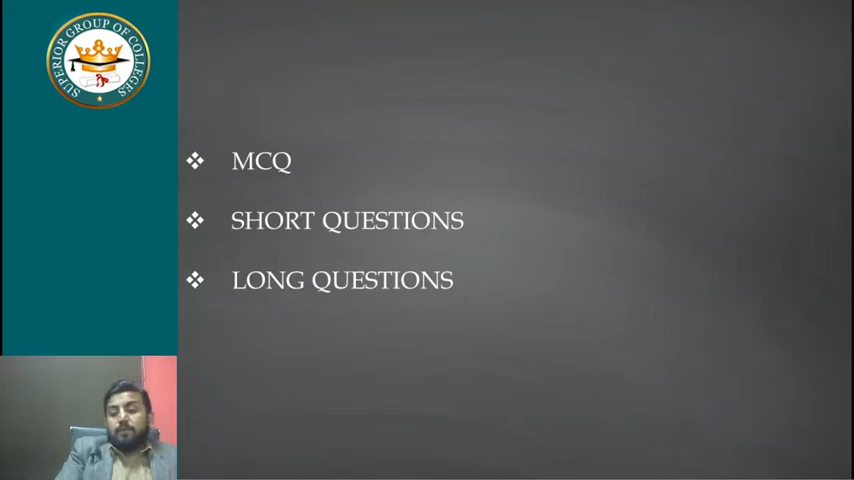 SUPERIOR GROUP OF COLLEGES
MCQ
SHORT QUESTIONS
LONG QUESTIONS